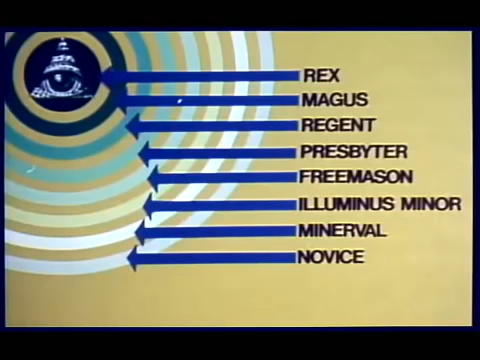 REX
MAGUS
REGENT
PRESBYTER
FREEMASON
ILLUMINUS MINOR
MINERVAL
NOVICE